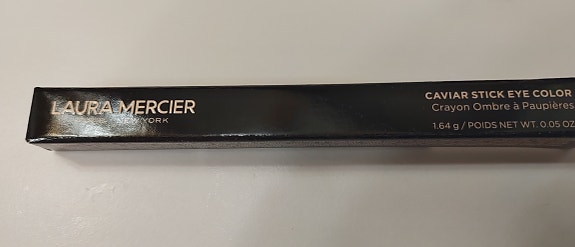 LAURA MERCIER
NEW YORK
CAVIAR STICK EYE COLOR
Crayon Ombre à Paupières
1.64 g / POIDS NET WT. 0.05 OZ